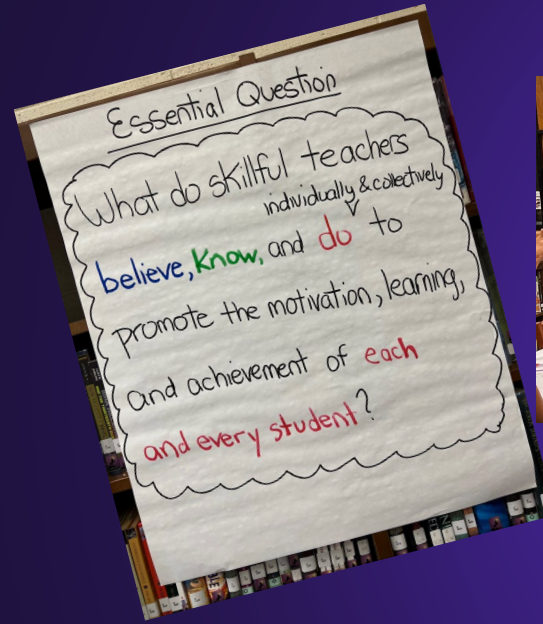 Essential Question
What do skillful teachers
individually & collectively
believe, know, and do to
promote the motivation, learning,
and achievement of each
and every student?